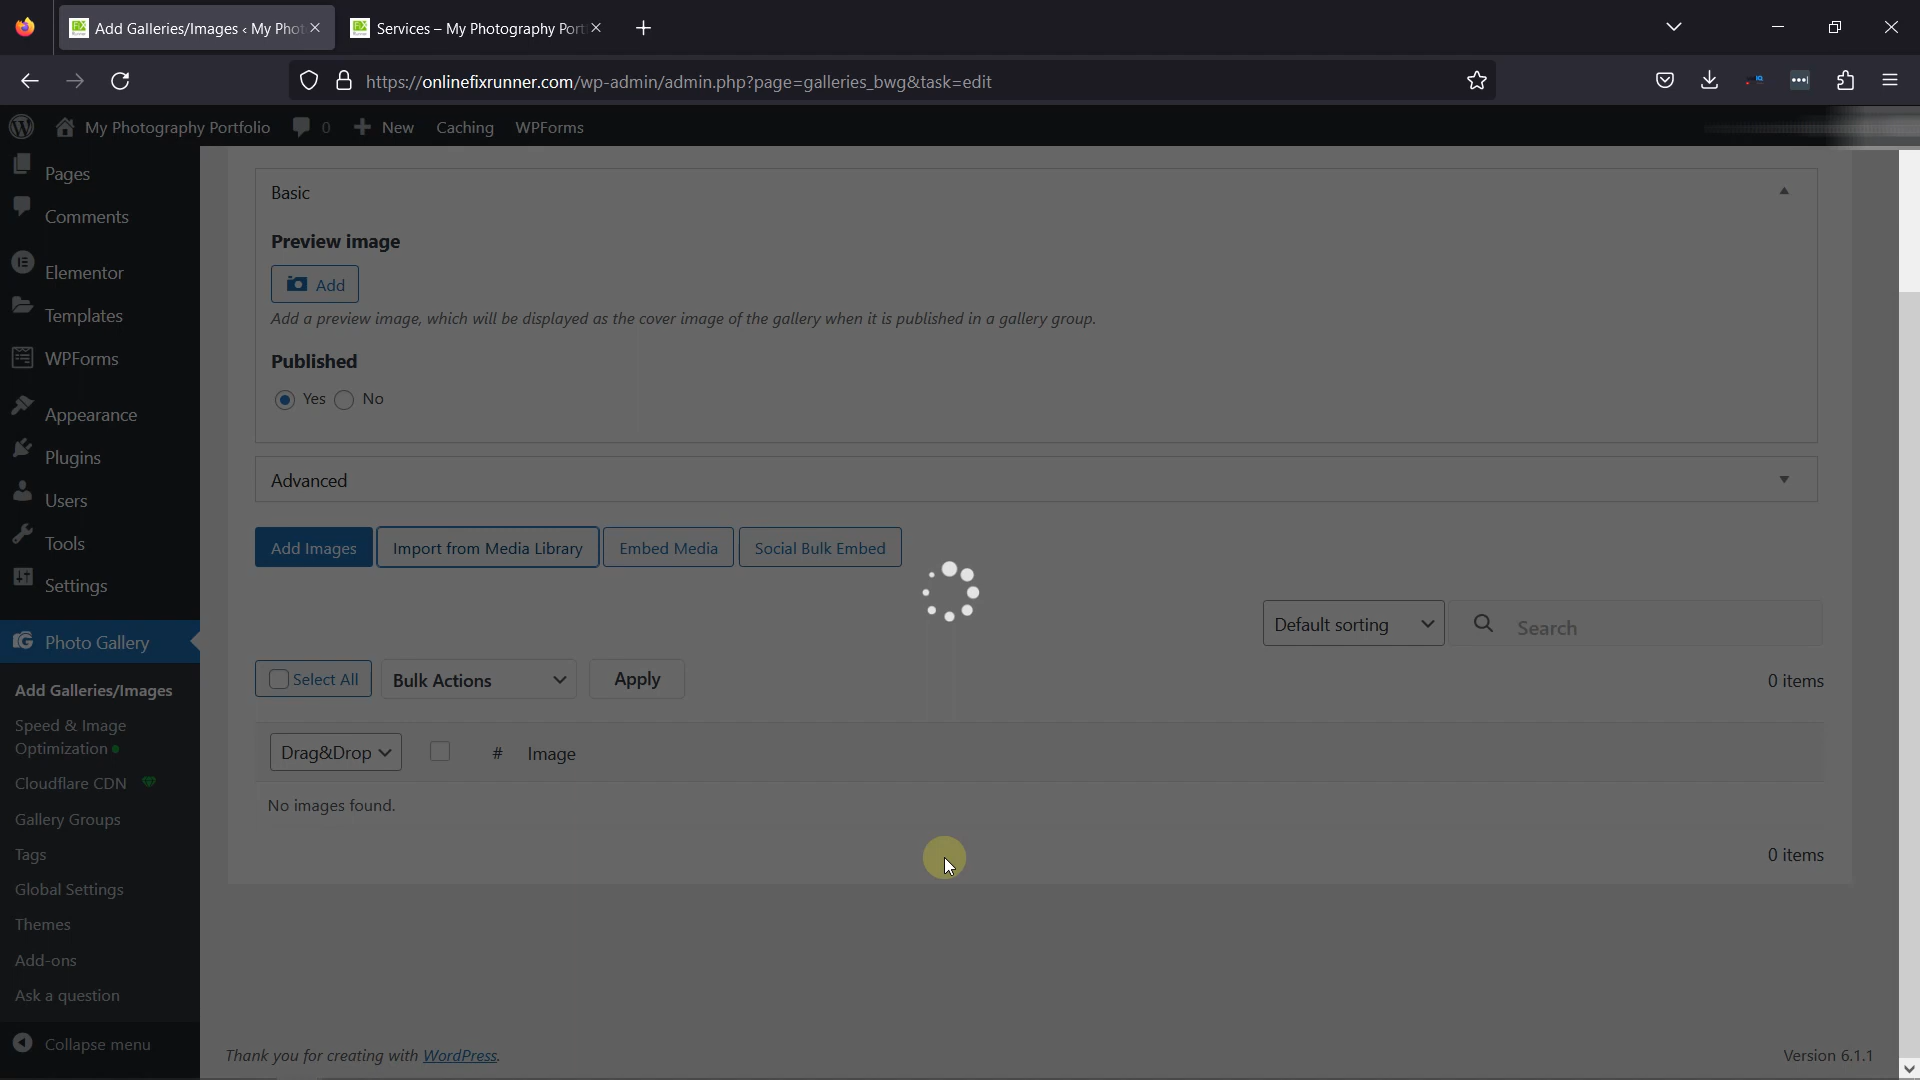 Add Galleries/Images ‹ My Phot
Services – My Photography Port
https://onlinefixrunner.com/wp-admin/admin.php?page=galleries_bwg&task=edit
My Photography Portfolio
0
New
Caching
WPForms
Pages
Comments
Elementor
Templates
WPForms
Appearance
Plugins
Users
Tools
Settings
Photo Gallery
Add Galleries/Images
Speed & Image
Optimization
Cloudflare CDN
Gallery Groups
Tags
Global Settings
Themes
Add-ons
Ask a question
Collapse menu
Basic
Preview image
Add
Add a preview image, which will be displayed as the cover image of the gallery when it is published in a gallery group.
Published
Yes No
Advanced
Add Images Import from Media Library Embed Media Social Bulk Embed
Default sorting Search
Select All Bulk Actions Apply 0 items
Drag&Drop # Image
No images found.
0 items
Thank you for creating with WordPress.
Version 6.1.1